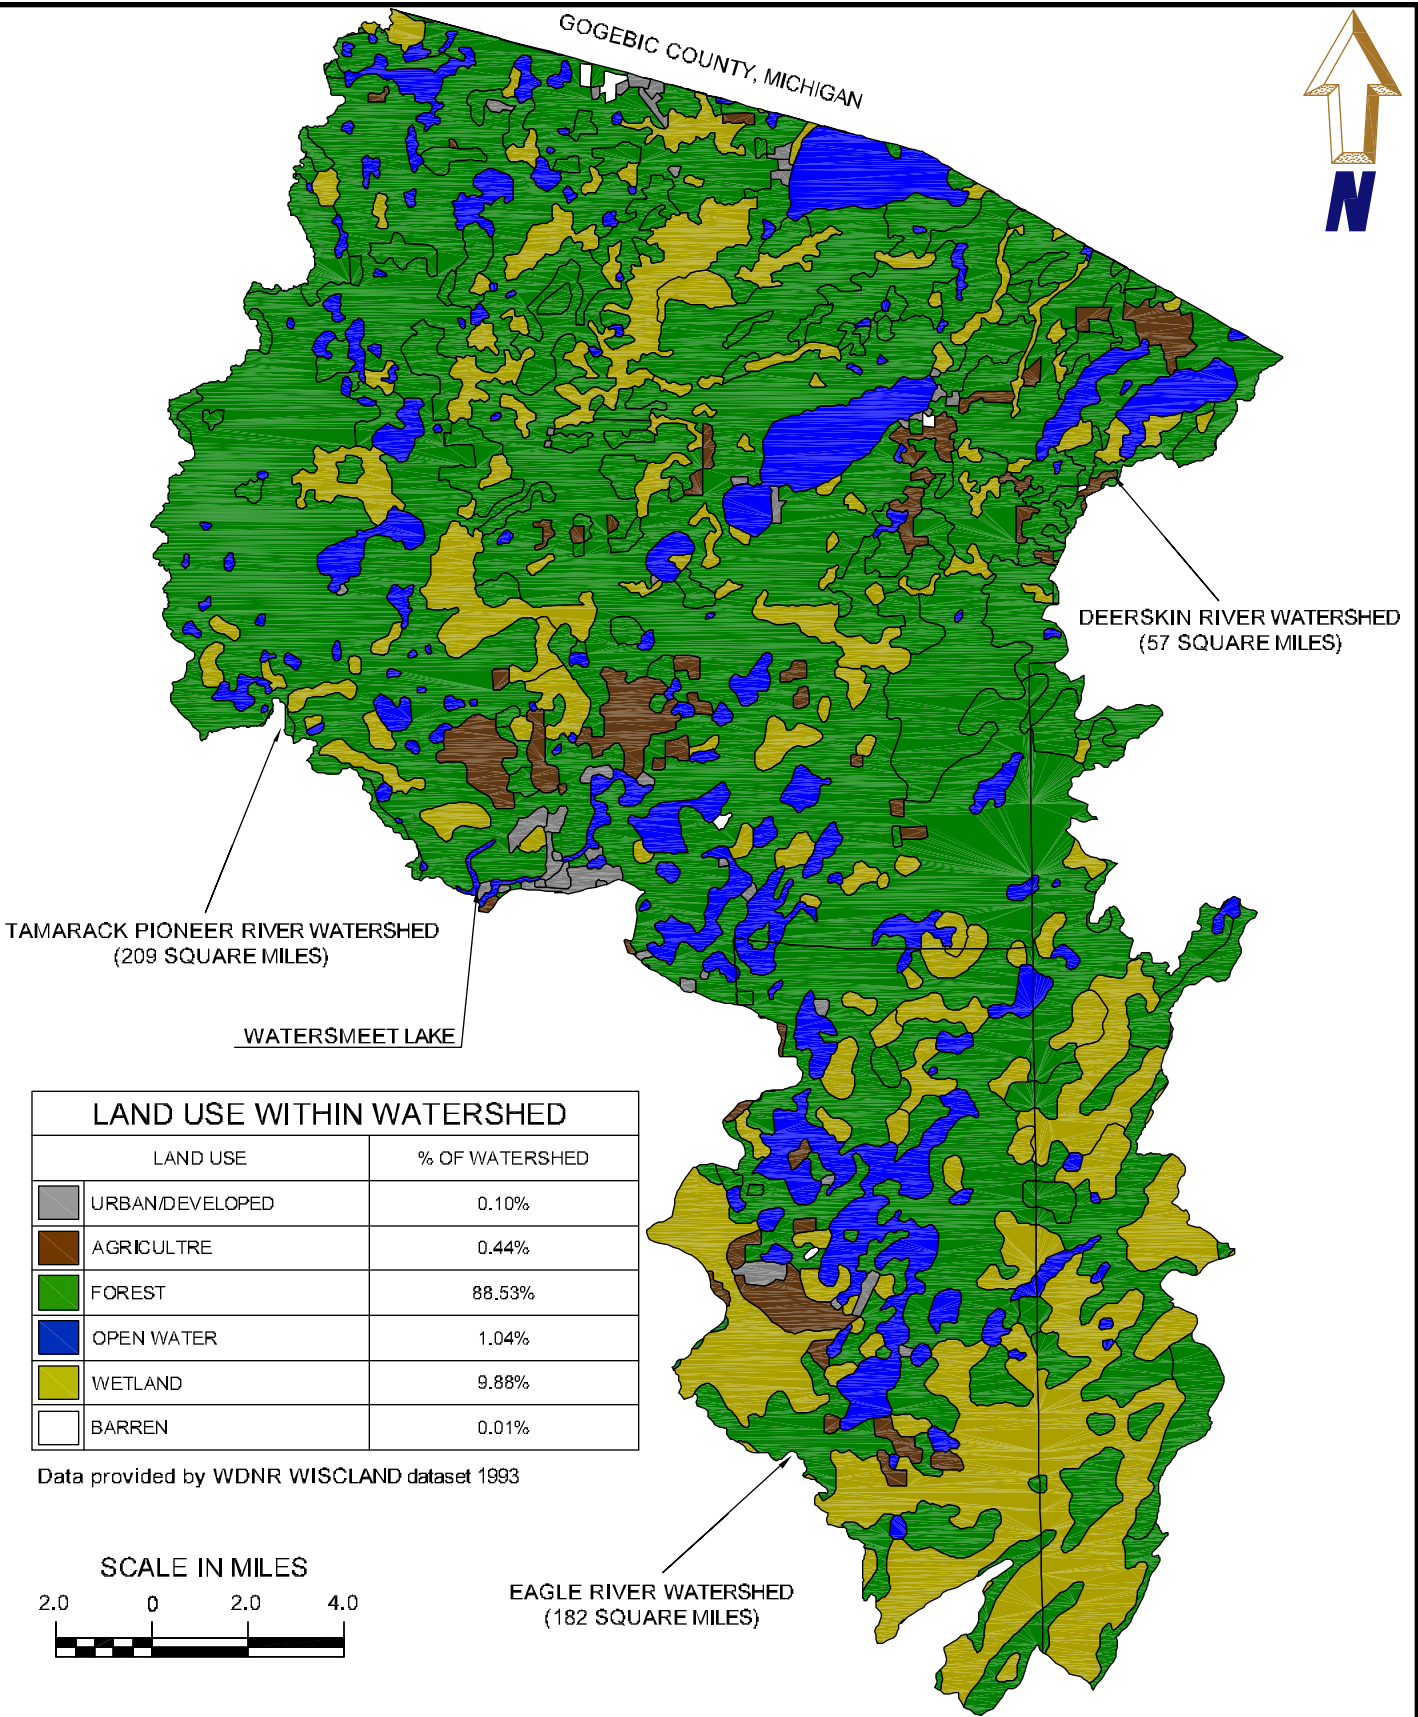 GOGEBIC COUNTY, MICHIGAN
N
DEERSKIN RIVER WATERSHED
(57 SQUARE MILES)
TAMARACK PIONEER RIVER WATERSHED
(209 SQUARE MILES)
WATERSMEET LAKE
LAND USE WITHIN WATERSHED
LAND USE % OF WATERSHED
URBAN/DEVELOPED 0.10%
AGRICULTRE 0.44%
FOREST 88.53%
OPEN WATER 1.04%
WETLAND 9.88%
BARREN 0.01%
Data provided by WDNR WISCLAND dataset 1993
SCALE IN MILES
2.0 0 2.0 4.0
EAGLE RIVER WATERSHED
(182 SQUARE MILES)